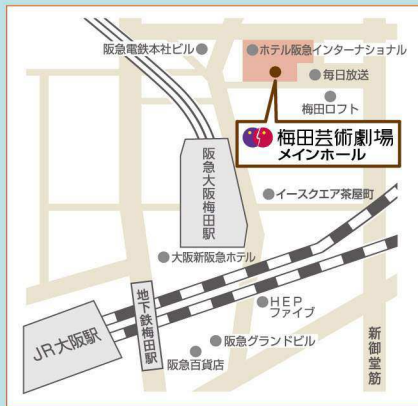 阪急電鉄本社ビル
ホテル阪急インターナショナル
毎日放送
梅田ロフト
梅田芸術劇場
メインホール
阪急大阪梅田駅
イースクエア茶屋町
大阪新阪急ホテル
地下鉄梅田駅
HEP
ファイブ
JR大阪駅
阪急グランドビル
阪急百貨店
新御堂筋